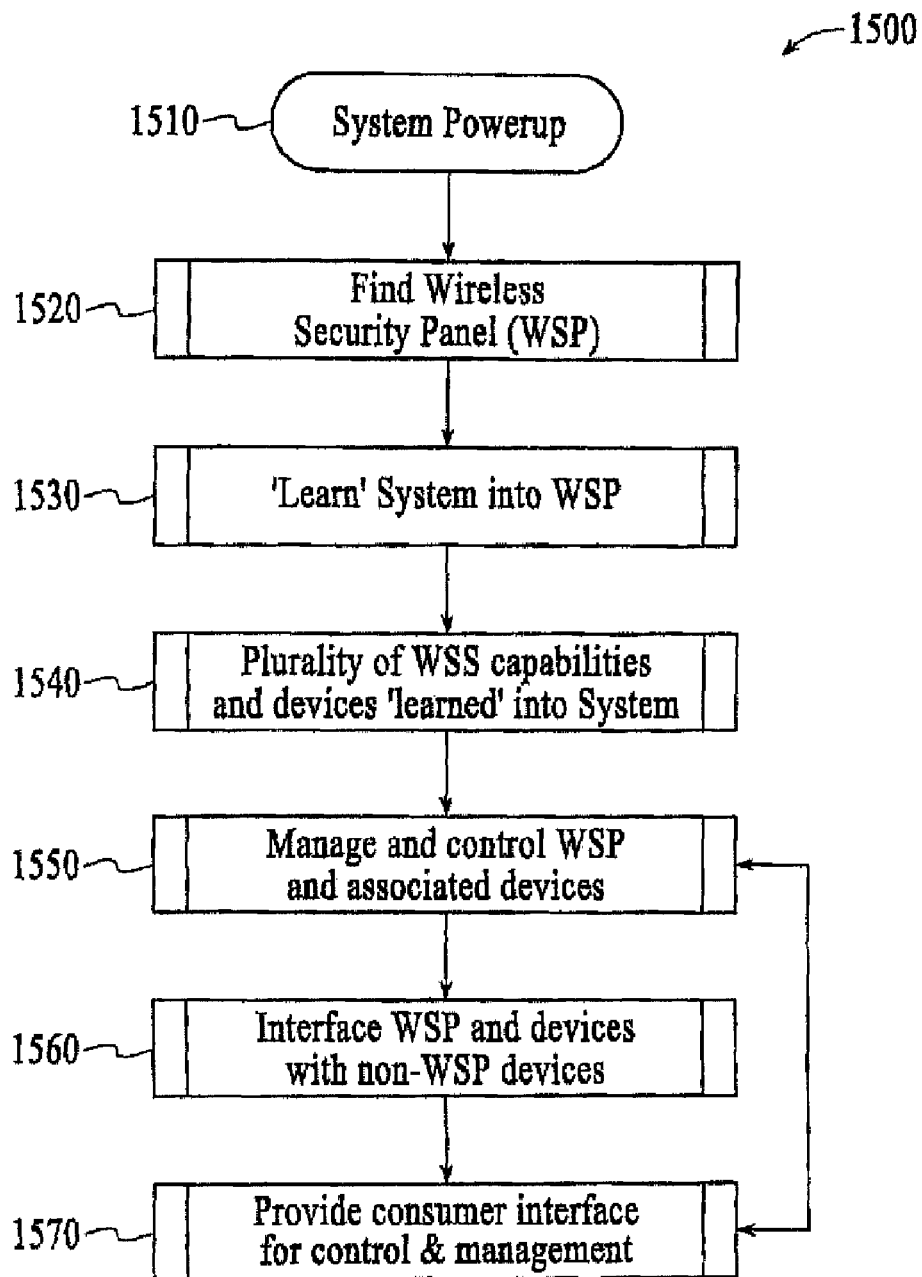 1500
1510
System Powerup
1520
Find Wireless
Security Panel (WSP)
1530
'Learn' System into WSP
1540
Plurality of WSS capabilities
and devices 'learned' into System
1550
Manage and control WSP
and associated devices
1560
Interface WSP and devices
with non-WSP devices
1570
Provide consumer interface
for control & management